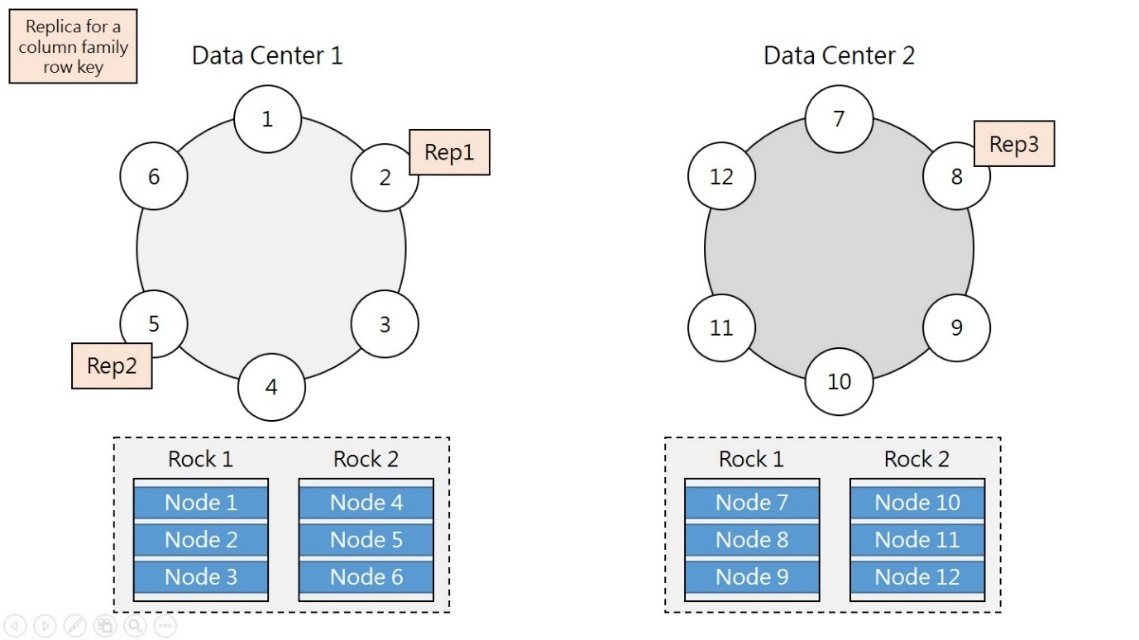 Replica for a
column family
row key
Data Center 1
Data Center 2
1
2
3
4
5
6
Rep1
Rep2
7
8
9
10
11
12
Rep3
Rock 1
Rock 2
Node 1
Node 4
Node 2
Node 5
Node 3
Node 6
Rock 1
Rock 2
Node 7
Node 10
Node 8
Node 11
Node 9
Node 12